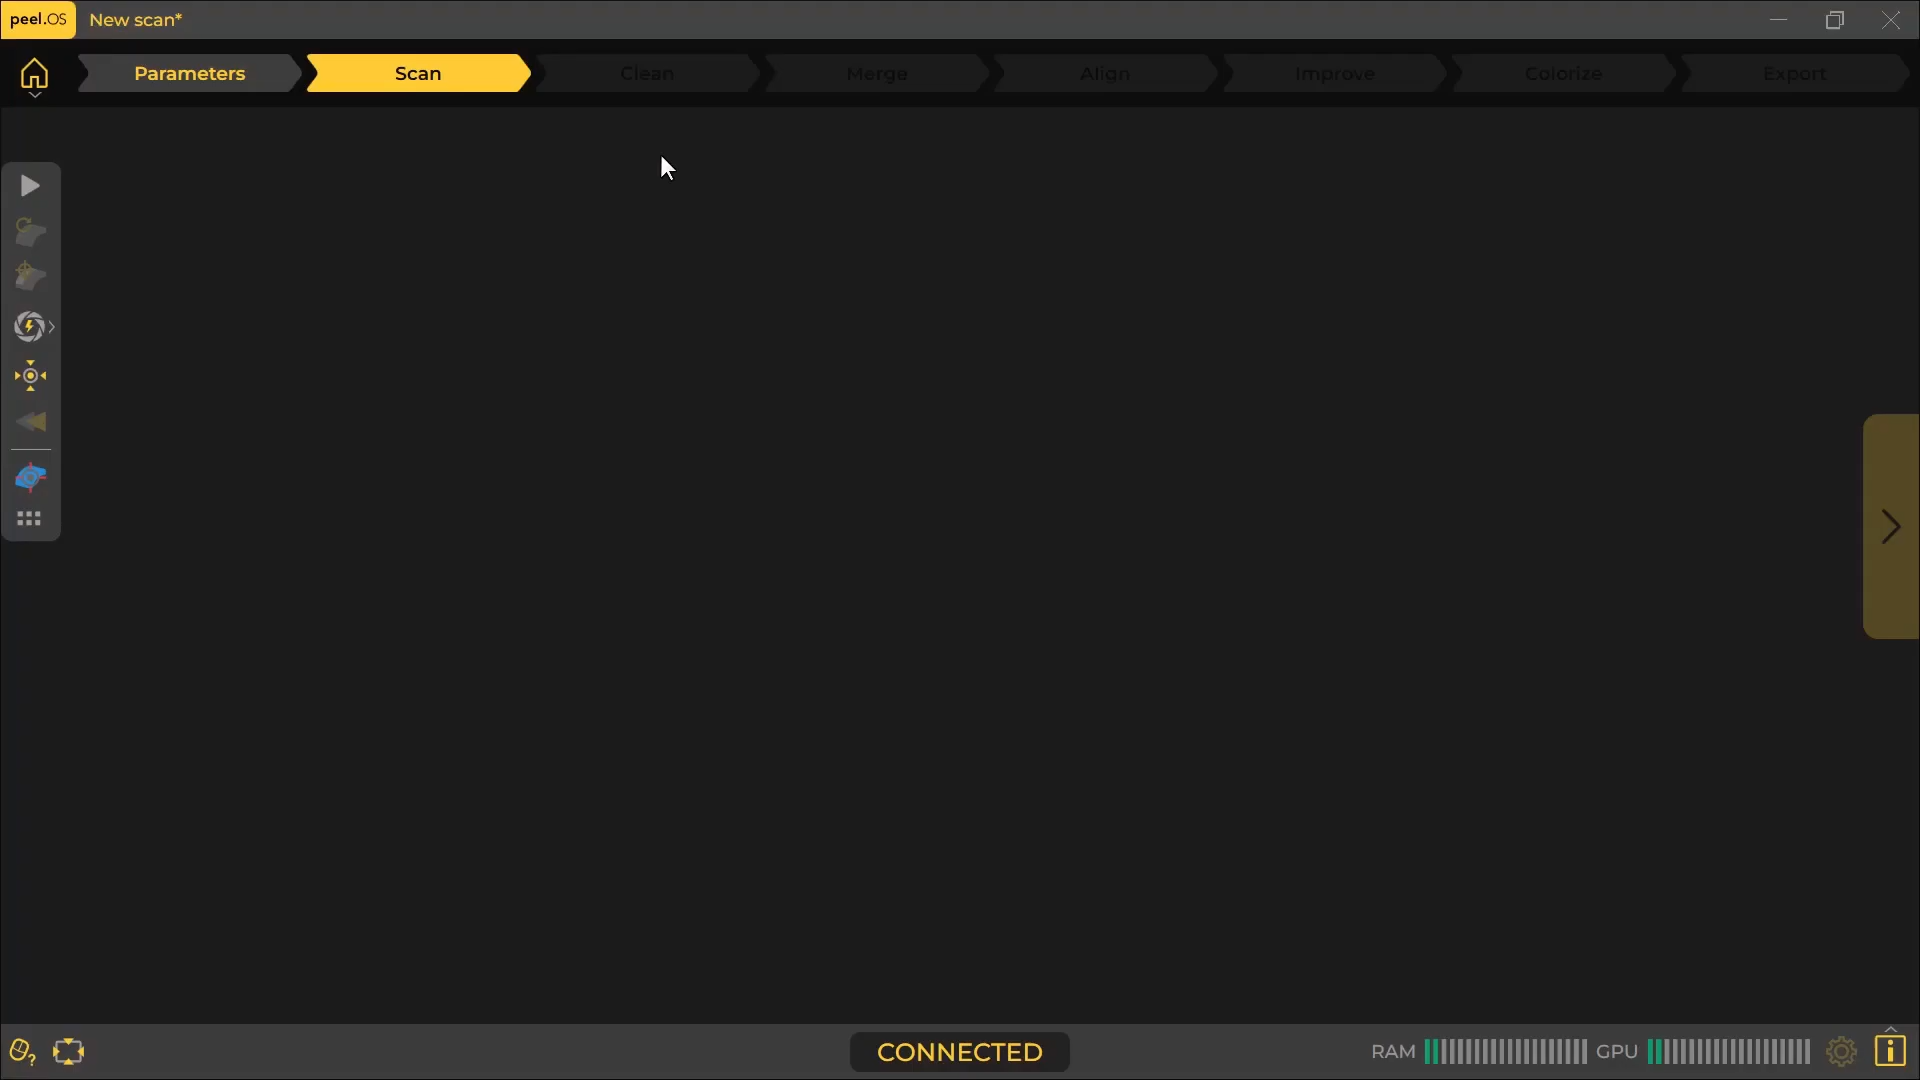 peel.OS New scan*
Parameters Scan Clean Merge Align Improve Colorize Export
CONNECTED RAM GPU